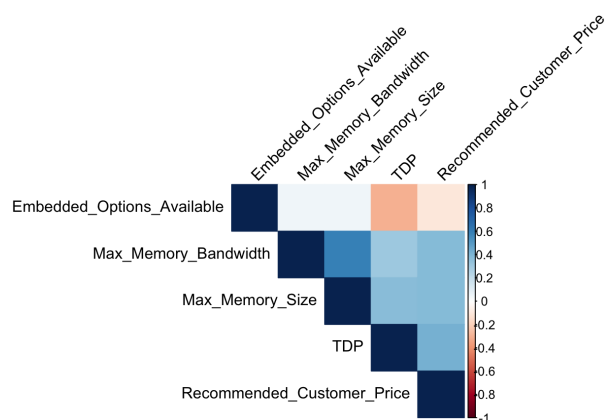 Embedded_Options_Available
Max_Memory_Bandwidth
Max_Memory_Size
TDP
Recommended_Customer_Price
Embedded_Options_Available
Max_Memory_Bandwidth
Max_Memory_Size
TDP
Recommended_Customer_Price
1
0.8
0.6
0.4
0.2
0
-0.2
-0.4
-0.6
-0.8
-1